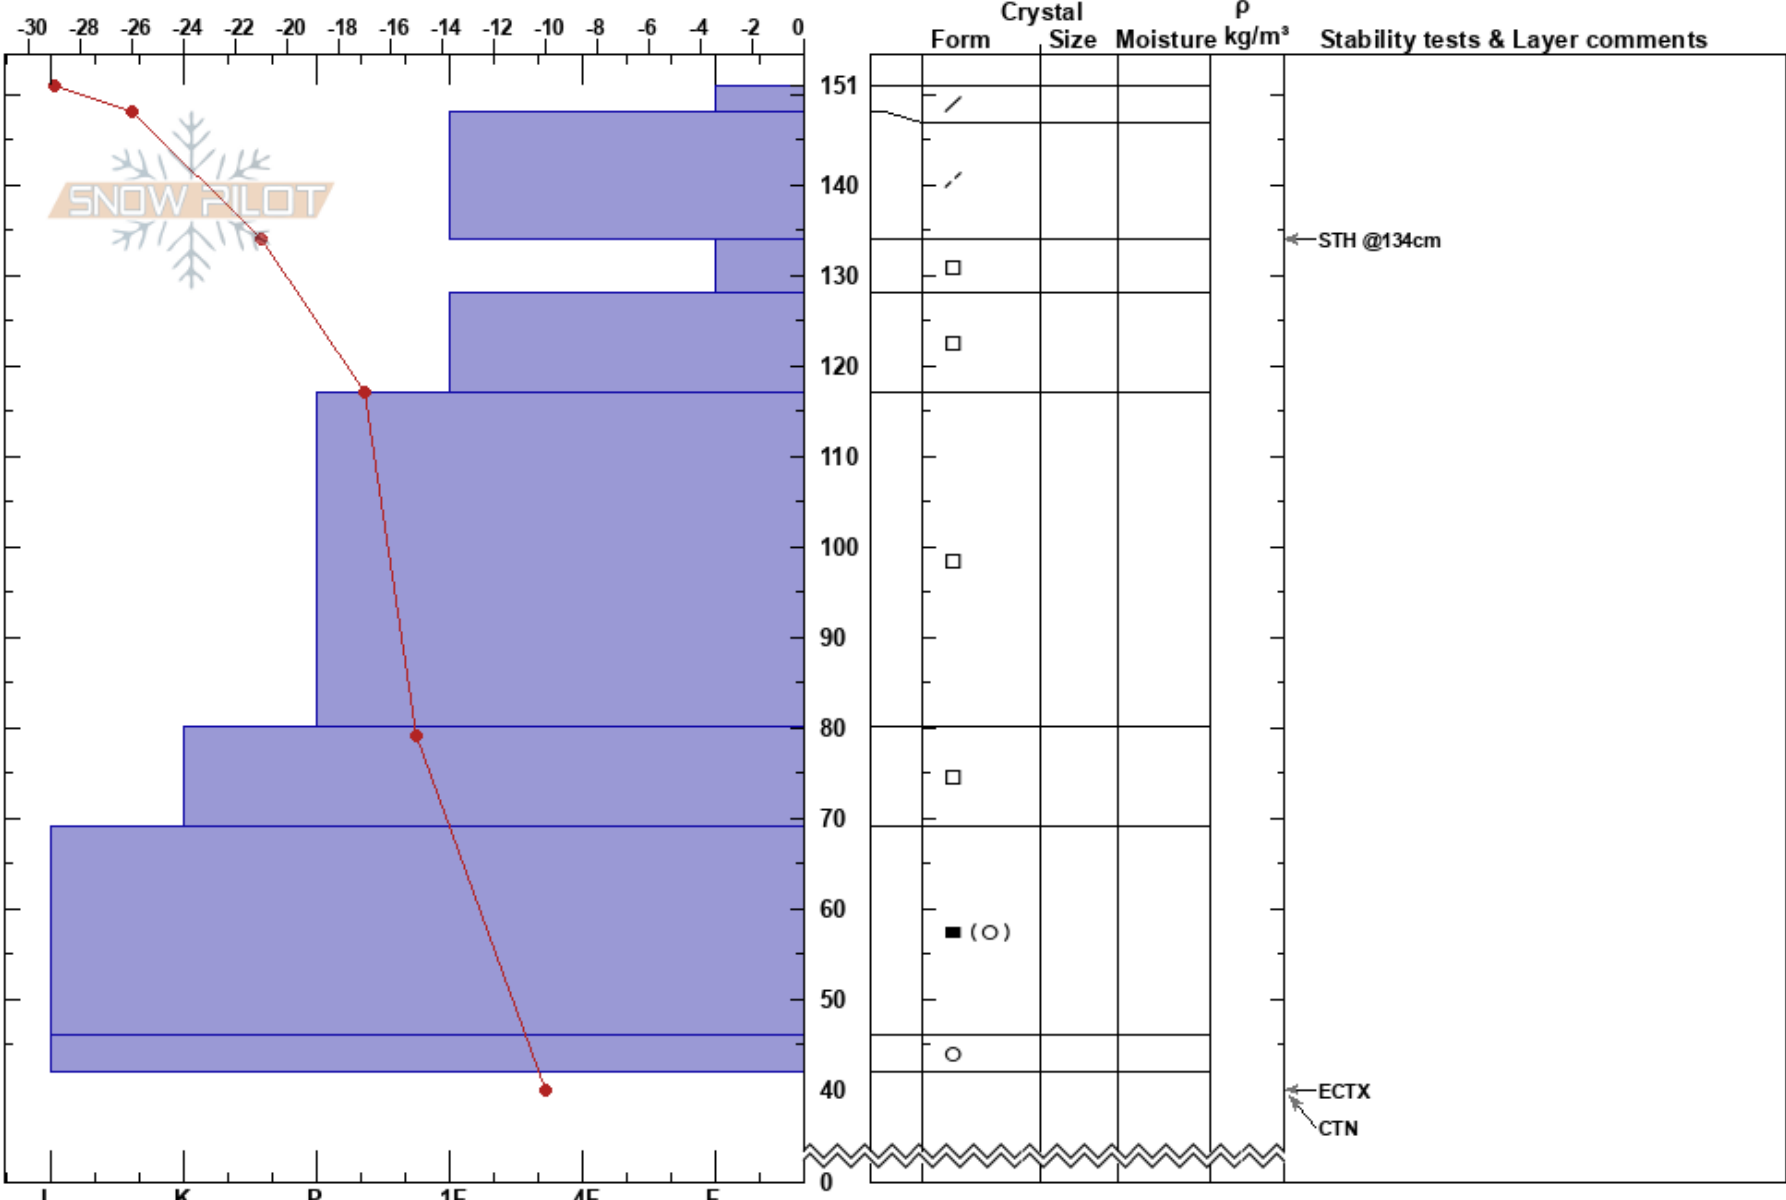 -30 -28 -26 -24 -22 -20 -18 -16 -14 -12 -10 -8 -6 -4 -2 0
Crystal ρ
Form Size Moisture kg/m³ Stability tests & Layer comments
151
SNOW PILOT
140
STH @134cm
130
120
110
100
90
80
70
60
50
40 ECTX
CTN
0
I K P 1F 4F F